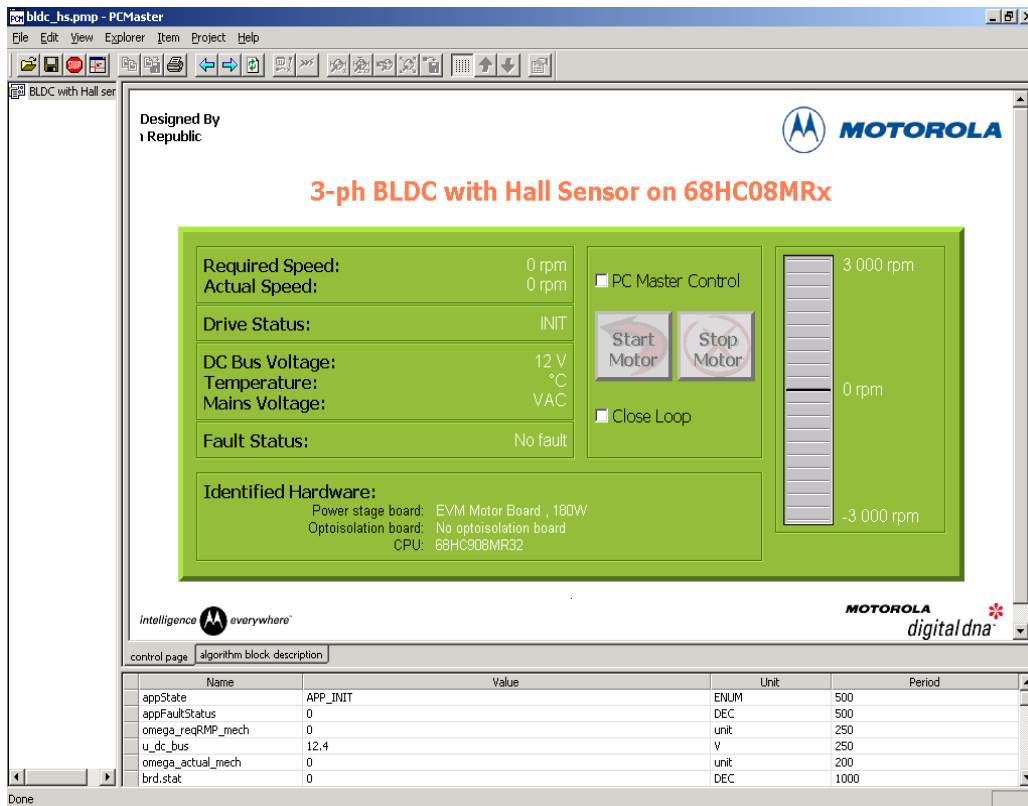 bldc_hs.pmp - PCMaster
File Edit View Explorer Item Project Help
BLDC with Hall ser
Designed By
ı Republic
MOTOROLA
3-ph BLDC with Hall Sensor on 68HC08MRx
Required Speed: 0 rpm
Actual Speed: 0 rpm
Drive Status: INIT
DC Bus Voltage: 12 V
Temperature: °C
Mains Voltage: VAC
Fault Status: No fault
PC Master Control
Start Motor
Stop Motor
Close Loop
3 000 rpm
0 rpm
-3 000 rpm
Identified Hardware:
Power stage board: EVM Motor Board , 180W
Optoisolation board: No optoisolation board
CPU: 68HC908MR32
intelligence everywhere
MOTOROLA
digital dna
control page algorithm block description
Name Value Unit Period
appState APP_INIT ENUM 500
appFaultStatus 0 DEC 500
omega_reqRMP_mech 0 unit 250
u_dc_bus 12.4 V 250
omega_actual_mech 0 unit 200
brd.stat 0 DEC 1000
Done